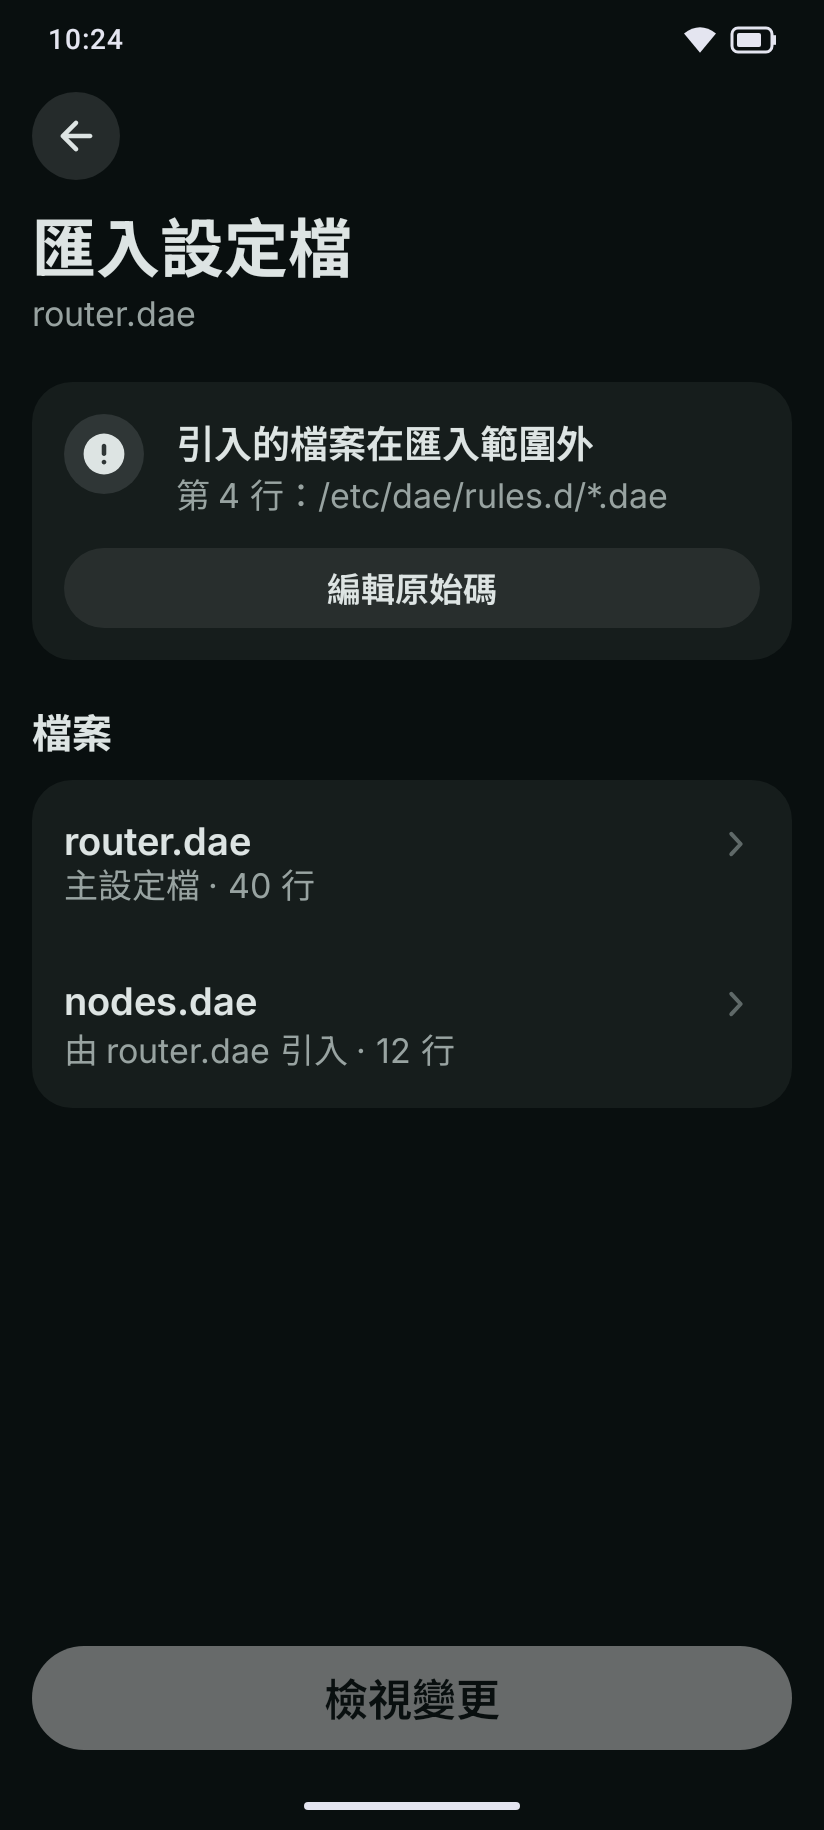 10:24
匯入設定檔
router.dae
引入的檔案在匯入範圍外
第 4 行：/etc/dae/rules.d/*.dae
編輯原始碼
檔案
router.dae
主設定檔 · 40 行
nodes.dae
由 router.dae 引入 · 12 行
檢視變更